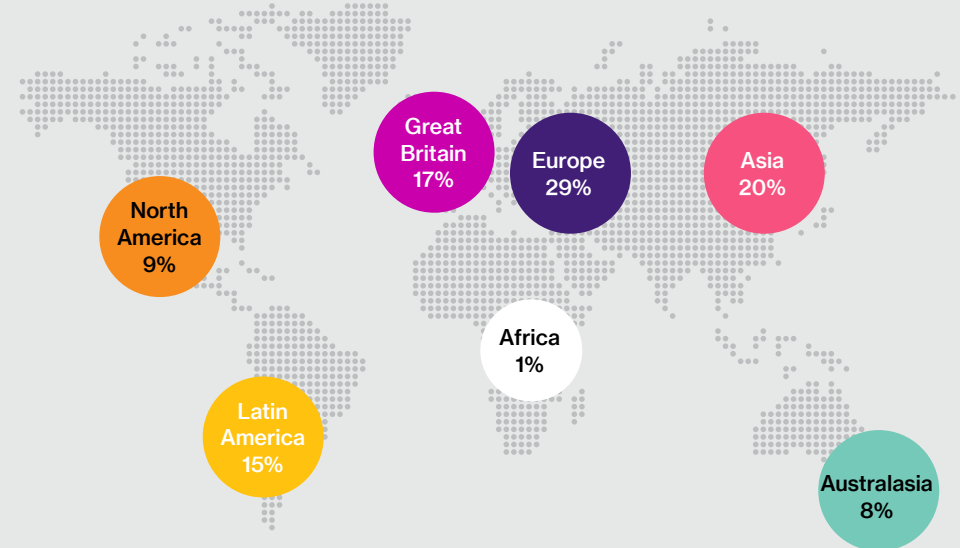 Great
Britain
17%
Europe
29%
Asia
20%
North
America
9%
Africa
1%
Latin
America
15%
Australasia
8%